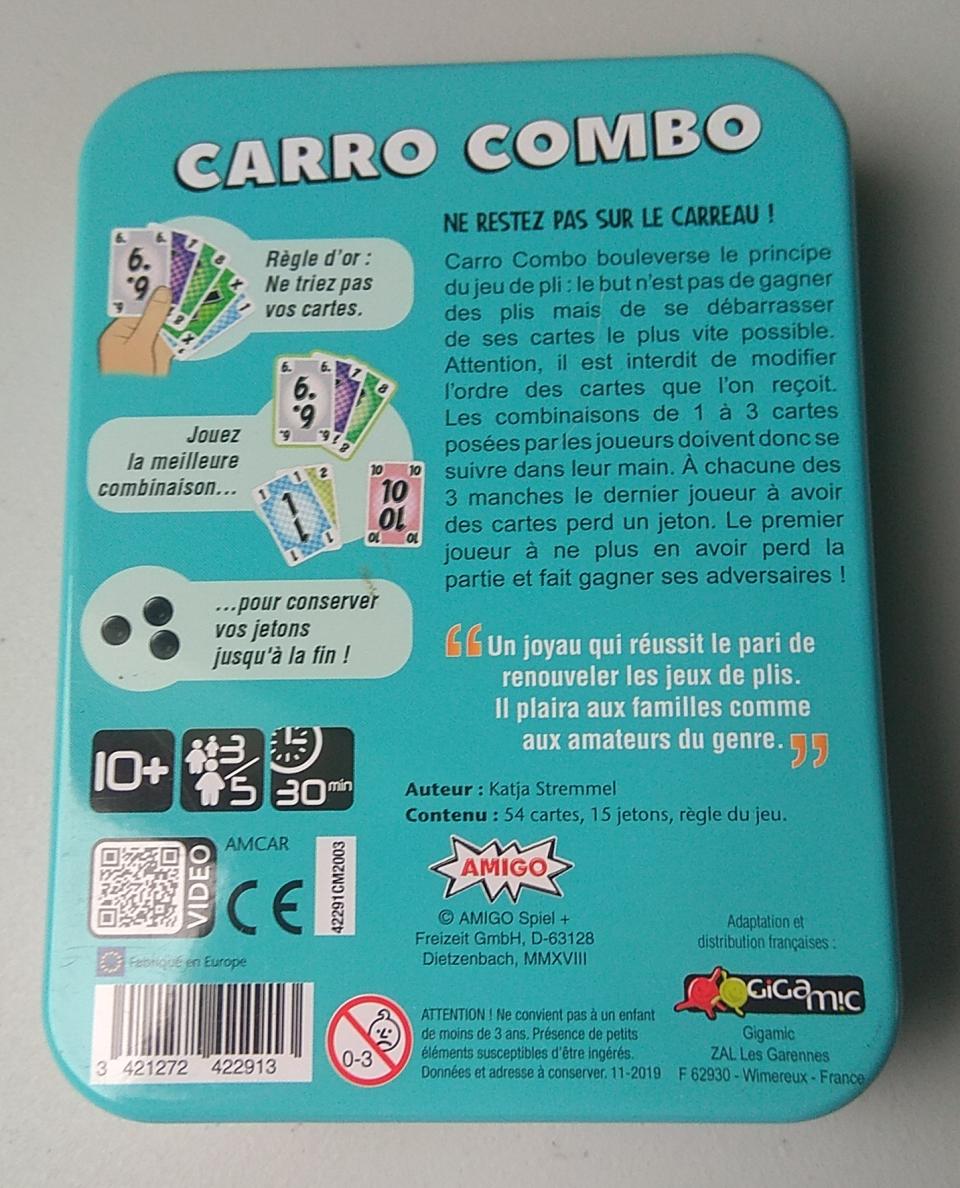 CARRO COMBO
Règle d'or :
Ne triez pas
vos cartes.
Jouez
la meilleure
combinaison...
...pour conserver
vos jetons
jusqu'à la fin !
NE RESTEZ PAS SUR LE CARREAU !
Carro Combo bouleverse le principe
du jeu de pli : le but n'est pas de gagner
des plis mais de se débarrasser
de ses cartes le plus vite possible.
Attention, il est interdit de modifier
l'ordre des cartes que l'on reçoit.
Les combinaisons de 1 à 3 cartes
posées par les joueurs doivent donc se
suivre dans leur main. À chacune des
3 manches le dernier joueur à avoir
des cartes perd un jeton. Le premier
joueur à ne plus en avoir perd la
partie et fait gagner ses adversaires !
“Un joyau qui réussit le pari de
renouveler les jeux de plis.
Il plaira aux familles comme
aux amateurs du genre.”
10+
3/5
30min
Auteur : Katja Stremmel
Contenu : 54 cartes, 15 jetons, règle du jeu.
VIDEO
AMCAR
CE
42291CM2003
Fabriqué en Europe
3 421272 422913
AMIGO
© AMIGO Spiel +
Freizeit GmbH, D-63128
Dietzenbach, MMXVIII
0-3
ATTENTION ! Ne convient pas à un enfant
de moins de 3 ans. Présence de petits
éléments susceptibles d'être ingérés.
Données et adresse à conserver. 11-2019
Adaptation et
distribution françaises :
GiGaM!C
Gigamic
ZAL Les Garennes
F 62930 - Wimereux - France